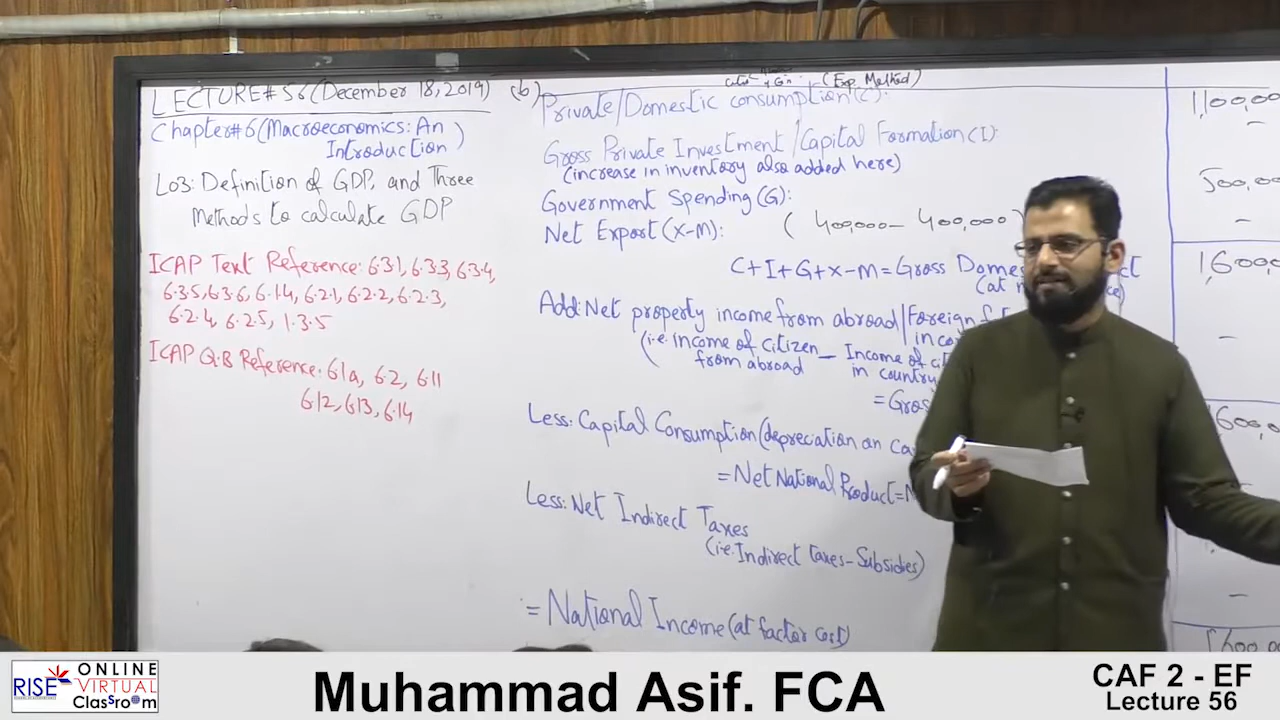 LECTURE# 56 (December 18, 2019)
Chapter#6(Macroeconomics: An
Introduction)
LO3: Definition of GDP, and Three
Methods to calculate GDP
ICAP Text Reference: 6.3.1, 6.3.3, 6.3.4,
6.3.5, 6.3.6, 6.1.4, 6.2.1, 6.2.2, 6.2.3,
6.2.4, 6.2.5, 1.3.5
ICAP Q.B Reference: 6.1a, 6.2, 6.11
6.12, 6.13, 6.14
(b)
(Exp. Method)
Private/Domestic consumption(C):
1,100,00
-
Gross Private Investment/Capital Formation(I):
(increase in inventory also added here)
Government Spending(G):
500,00
Net Export(X-M): (400,000-400,000)
-
C+I+G+X-M=Gross Domes
1,600,0
(at
Add: Net property income from abroad/Foreign
(i.e. income of citizen - Income of
from abroad in country
-
=Gros
600,0
Less: Capital Consumption(depreciation on ca
=Net National Product=N
Less: Net Indirect Taxes
(i.e. Indirect Taxes-Subsidies)
-
=National Income(at factor cost)
1600,0
RISE ONLINE
VIRTUAL
Classroom
Muhammad Asif. FCA
CAF 2 - EF
Lecture 56